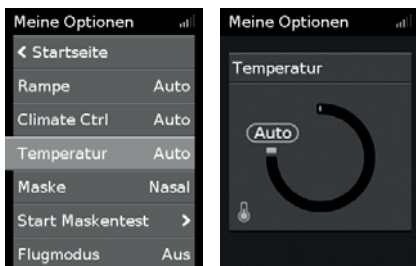 Meine Optionen
< Startseite
Rampe Auto
Climate Ctrl Auto
Temperatur Auto
Maske Nasal
Start Maskentest >
Flugmodus Aus
Meine Optionen
Temperatur
Auto